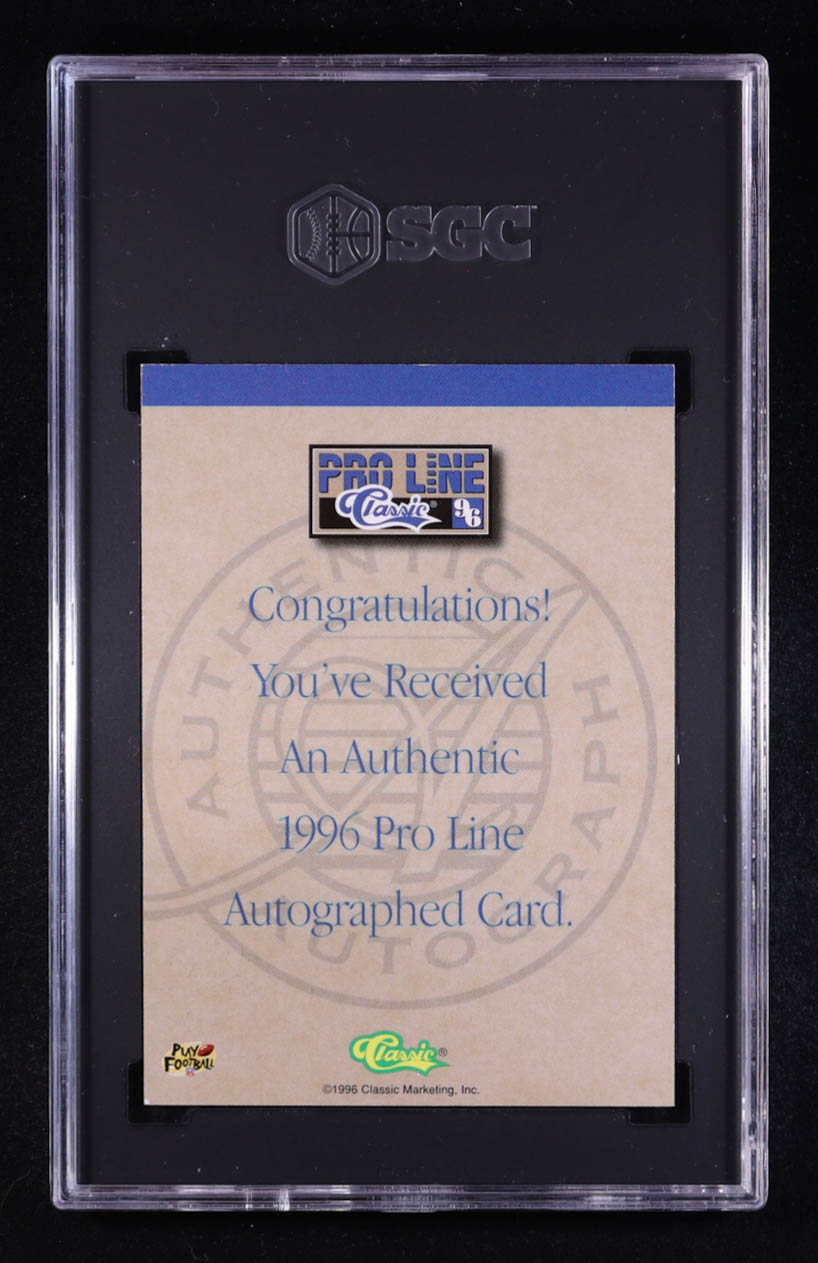 SGC
PRO LINE
Classic® 96
AUTHENTIC AUTOGRAPH
Congratulations!
You've Received
An Authentic
1996 Pro Line
Autographed Card.
PLAY
FOOTBALL
Classic®
©1996 Classic Marketing, Inc.